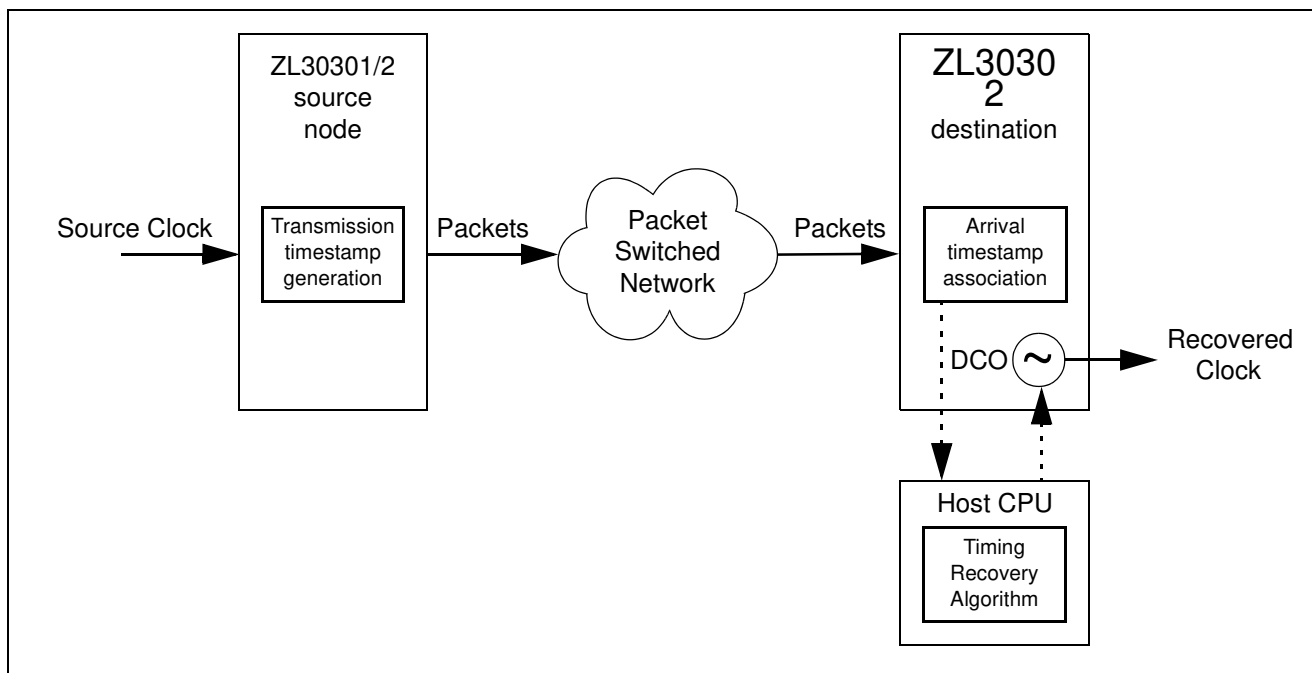 ZL30301/2
source
node
ZL3030
2
destination
Source Clock
Transmission
timestamp
generation
Packets
Packet
Switched
Network
Packets
Arrival
timestamp
association
DCO
~
Recovered
Clock
Host CPU
Timing
Recovery
Algorithm